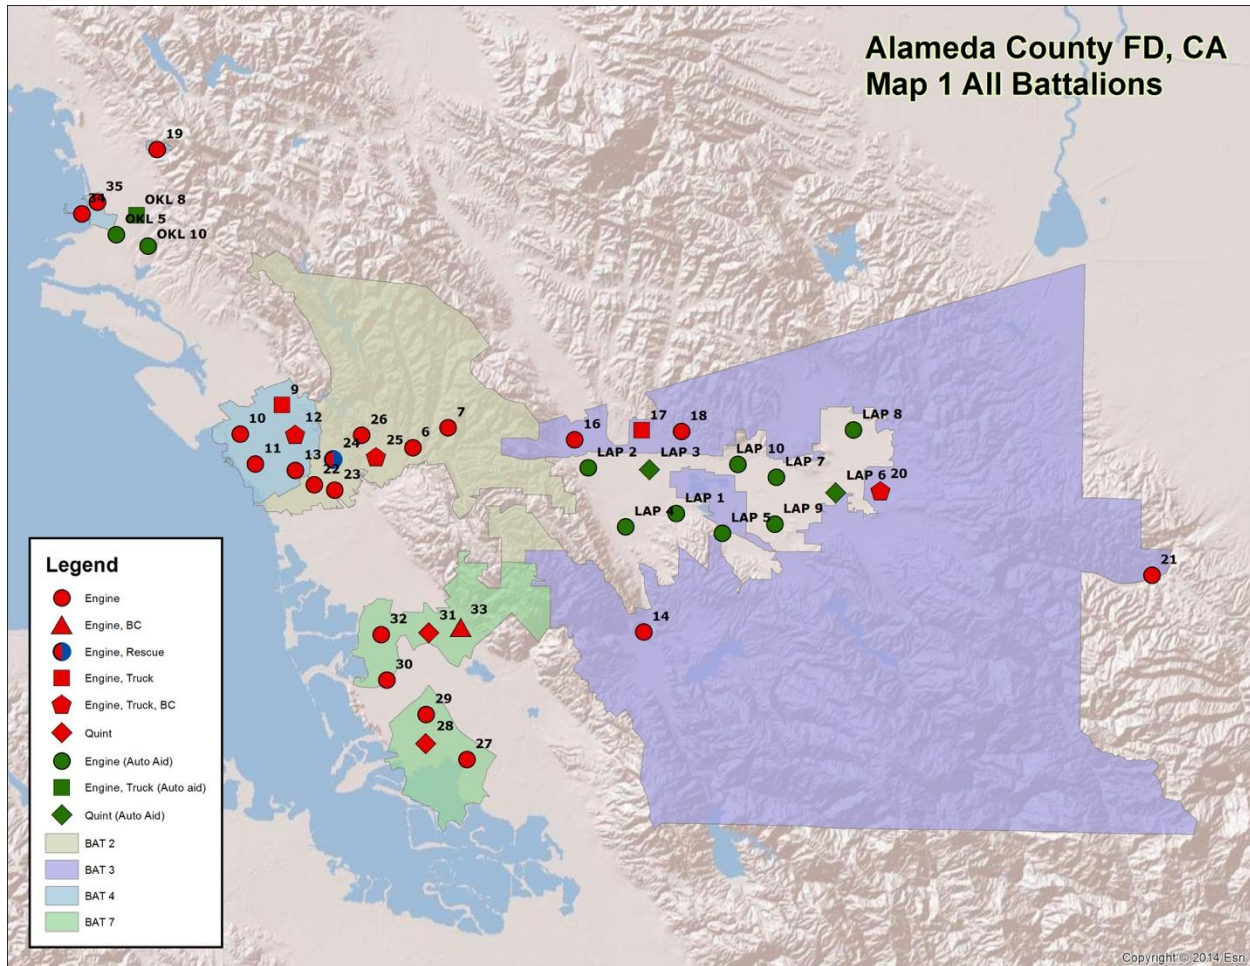 Alameda County FD, CA
Map 1 All Battalions
19
35
34
OKL 8
OKL 5
OKL 10
9
10
12
26
7
11
24
25
6
13
22
23
16
17
18
LAP 8
LAP 2
LAP 3
LAP 10
LAP 7
LAP 6
20
LAP 1
LAP 4
LAP 5
LAP 9
21
14
32
31
33
30
29
28
27
Legend
Engine
Engine, BC
Engine, Rescue
Engine, Truck
Engine, Truck, BC
Quint
Engine (Auto Aid)
Engine, Truck (Auto aid)
Quint (Auto Aid)
BAT 2
BAT 3
BAT 4
BAT 7
Copyright © 2014 Esri